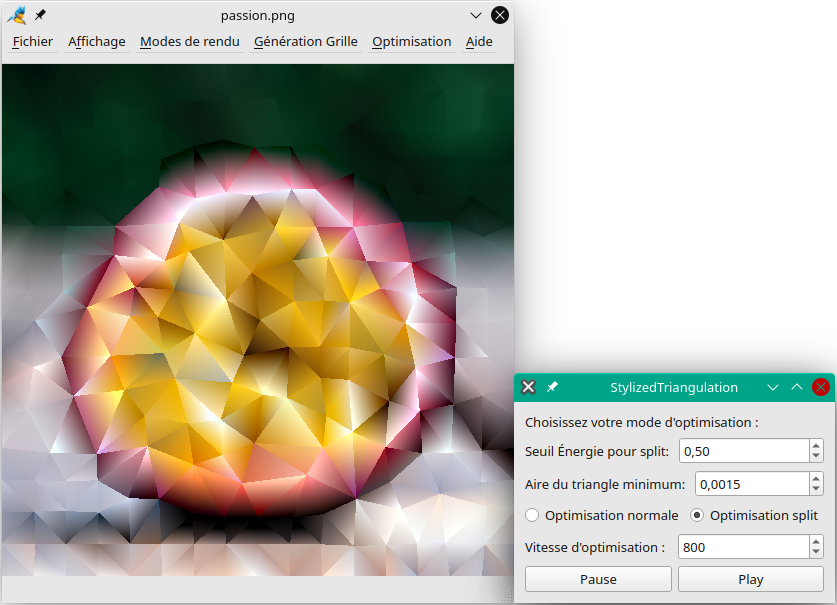 passion.png
Fichier Affichage Modes de rendu Génération Grille Optimisation Aide
StylizedTriangulation
Choisissez votre mode d'optimisation :
Seuil Énergie pour split: 0,50
Aire du triangle minimum: 0,0015
Optimisation normale Optimisation split
Vitesse d'optimisation : 800
Pause Play